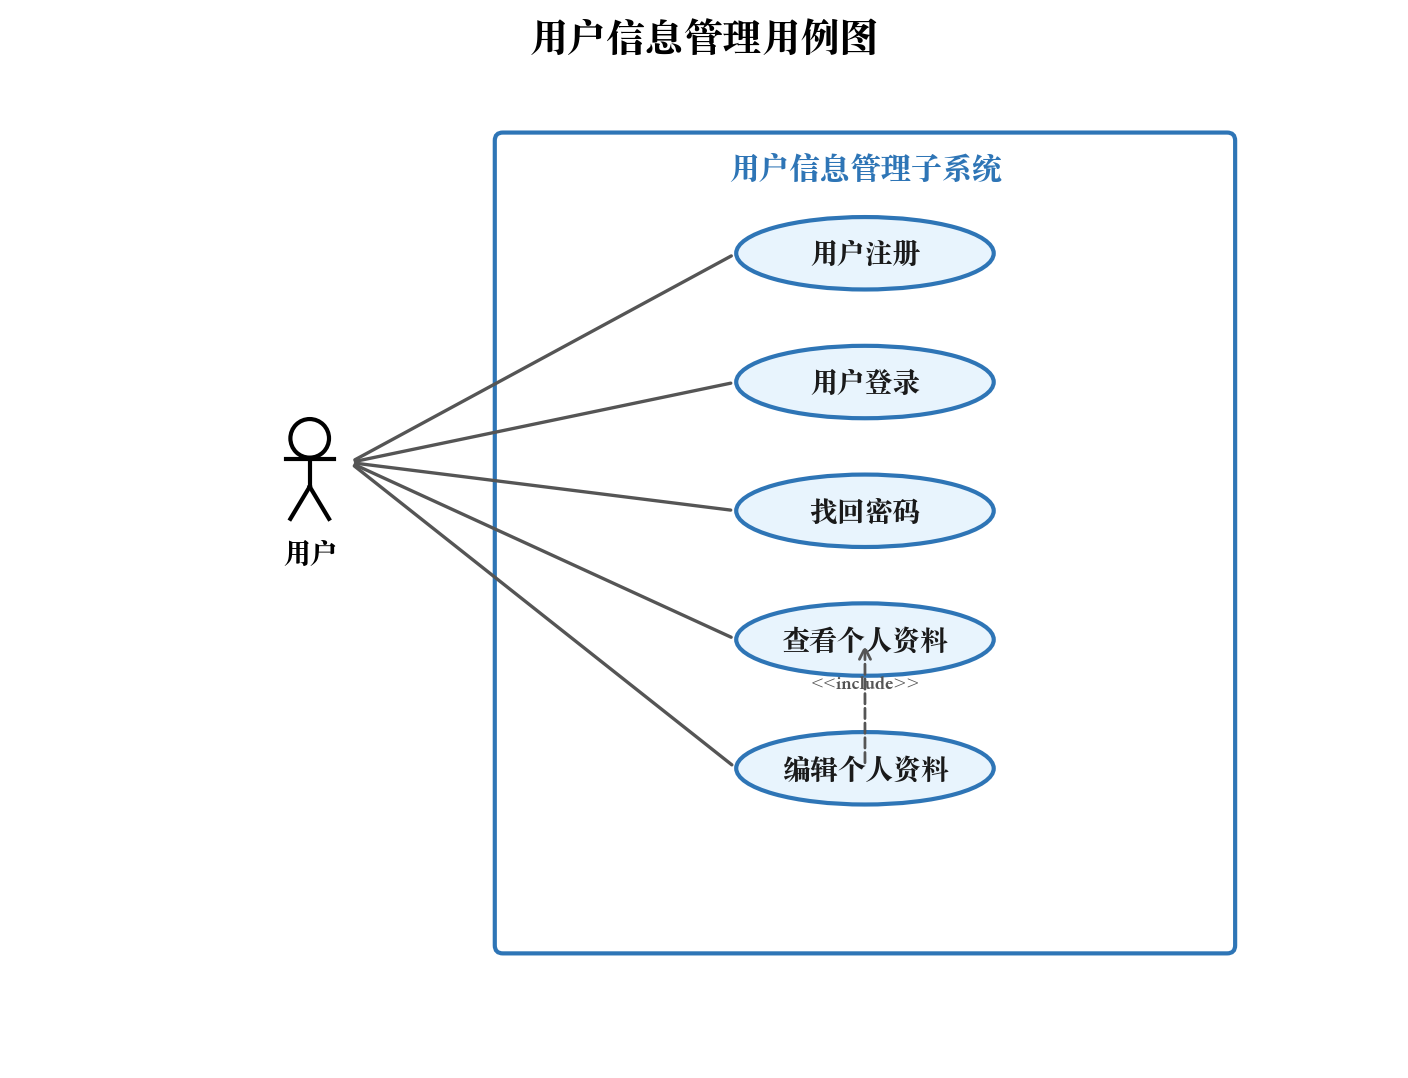 用户信息管理用例图
用户信息管理子系统
用户注册
用户登录
找回密码
用户
查看个人资料
<<include>>
编辑个人资料